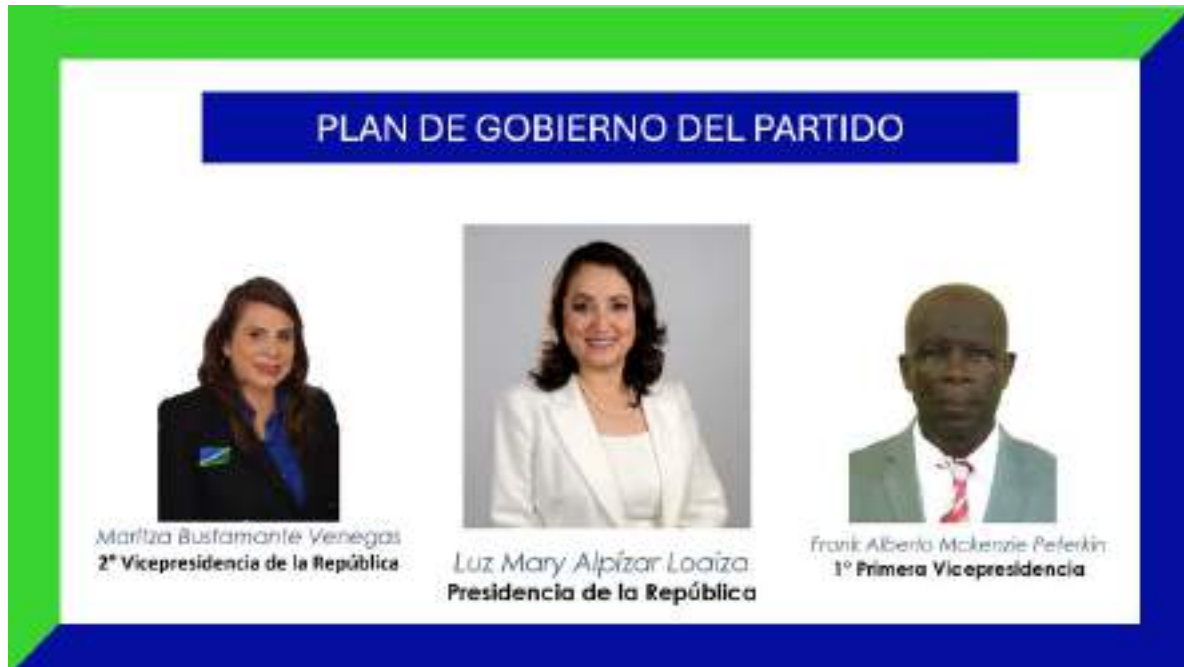 PLAN DE GOBIERNO DEL PARTIDO
Maritza Bustamante Venegas
2° Vicepresidencia de la República
Luz Mary Alpízar Loaiza
Presidencia de la República
Frank Alberto Mckenzie Peterkin
1° Primera Vicepresidencia